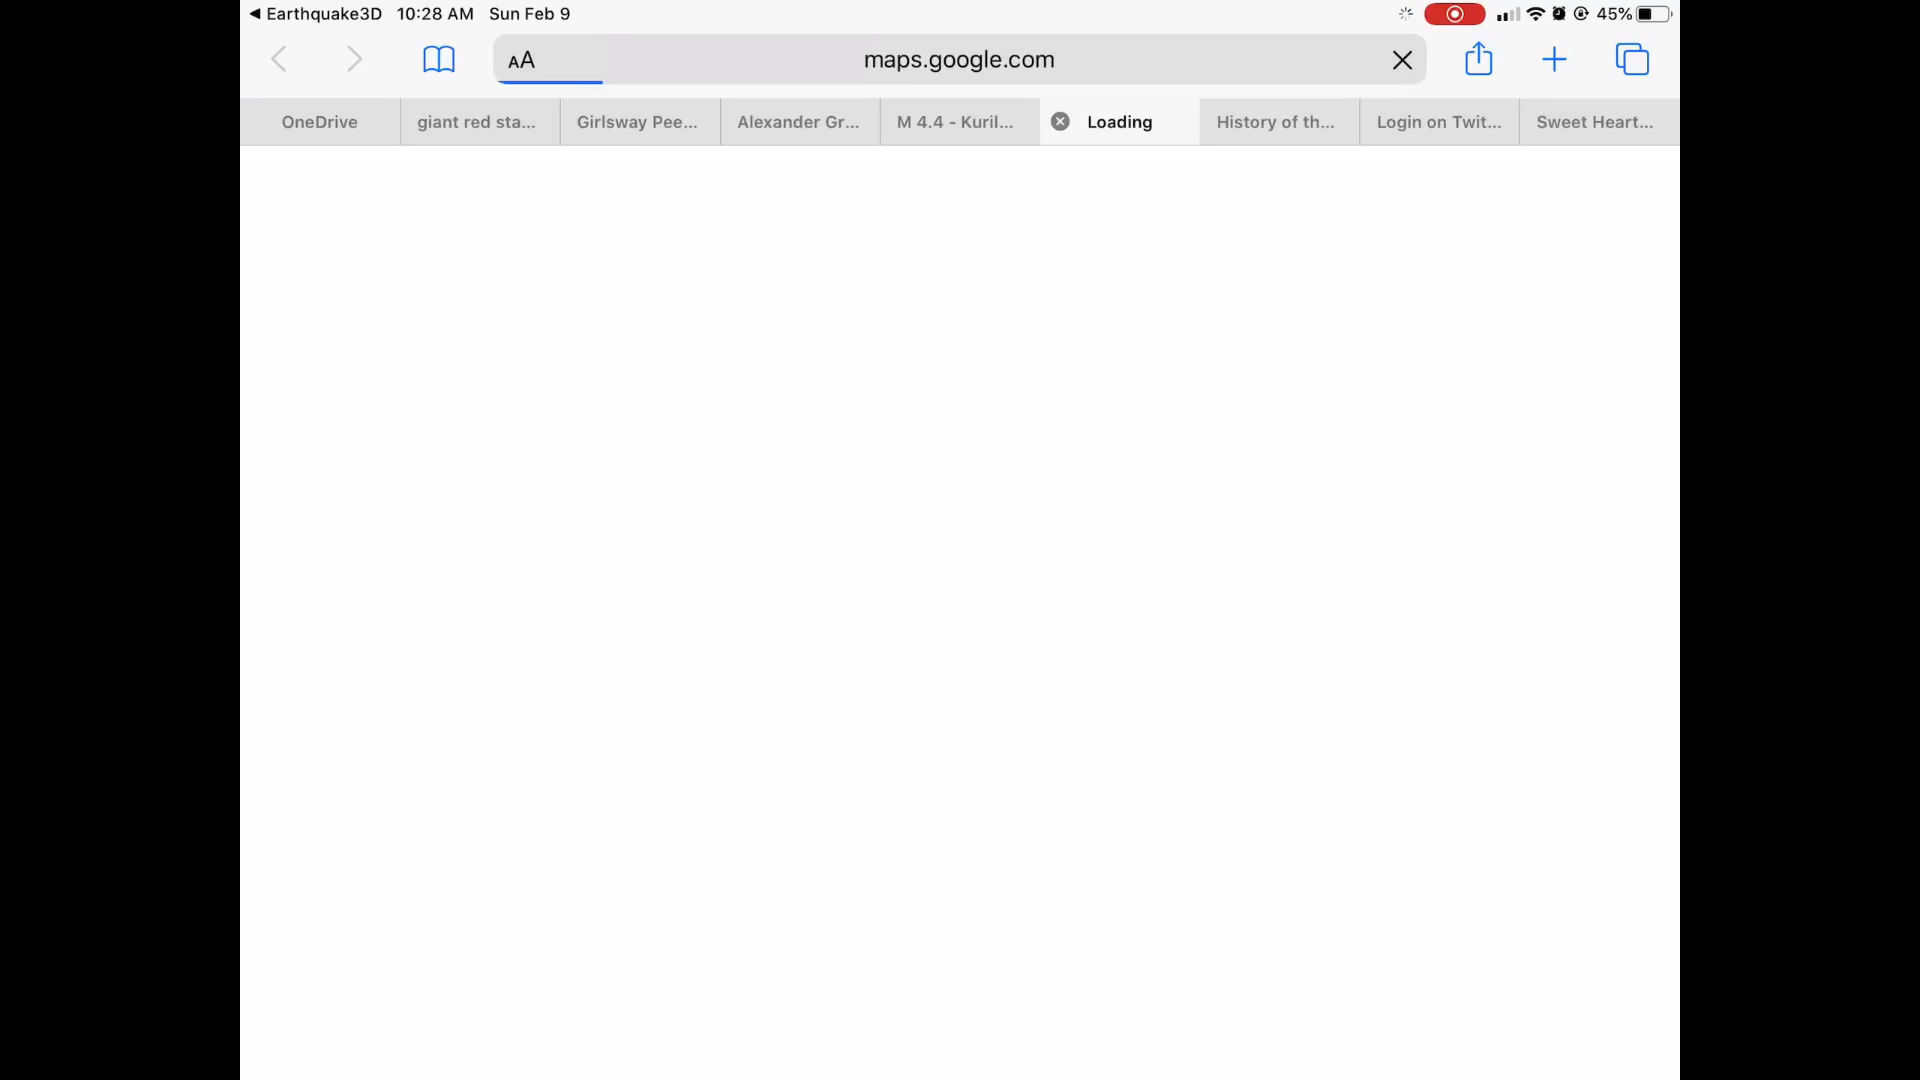 Earthquake3D 10:28 AM Sun Feb 9 45%
AA maps.google.com
OneDrive giant red sta... Girlsway Pee... Alexander Gr... M 4.4 - Kuril... Loading History of th... Login on Twit... Sweet Heart...